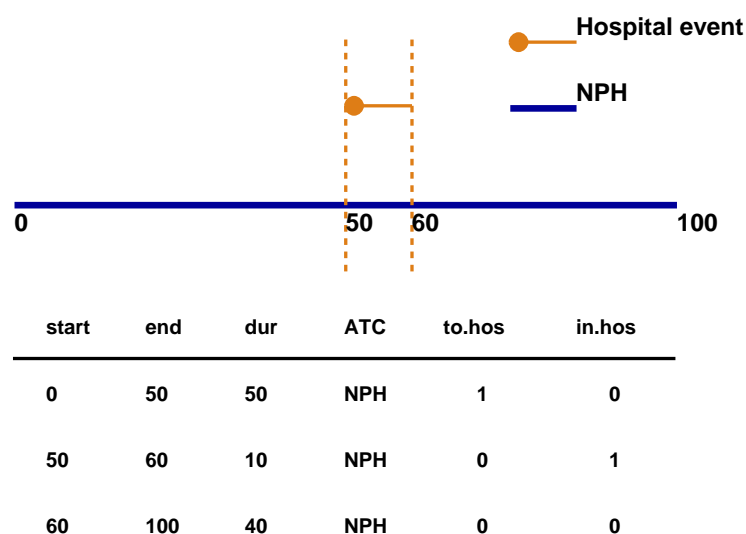 Hospital event
NPH
0 50 60 100
start end dur ATC to.hos in.hos
0 50 50 NPH 1 0
50 60 10 NPH 0 1
60 100 40 NPH 0 0